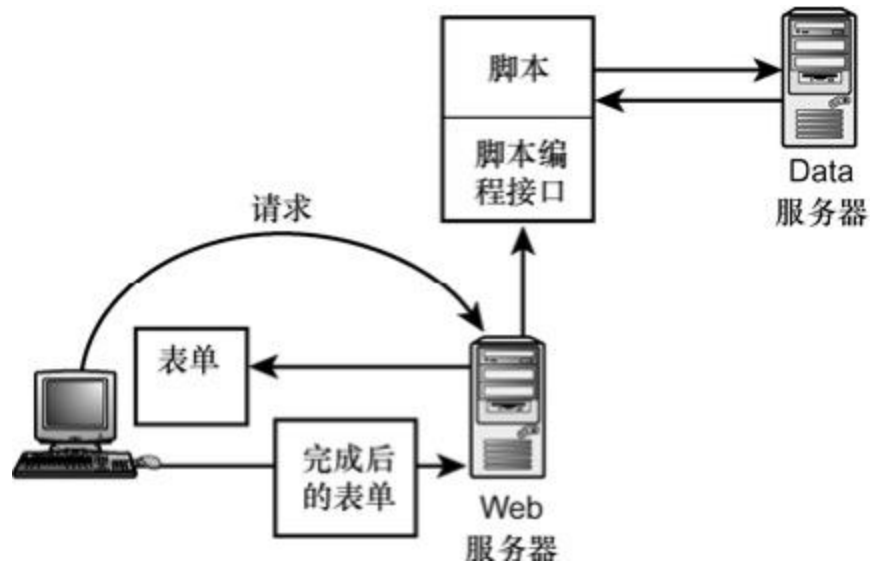 脚本
脚本编
程接口
Data
服务器
请求
表单
完成后
的表单
Web
服务器